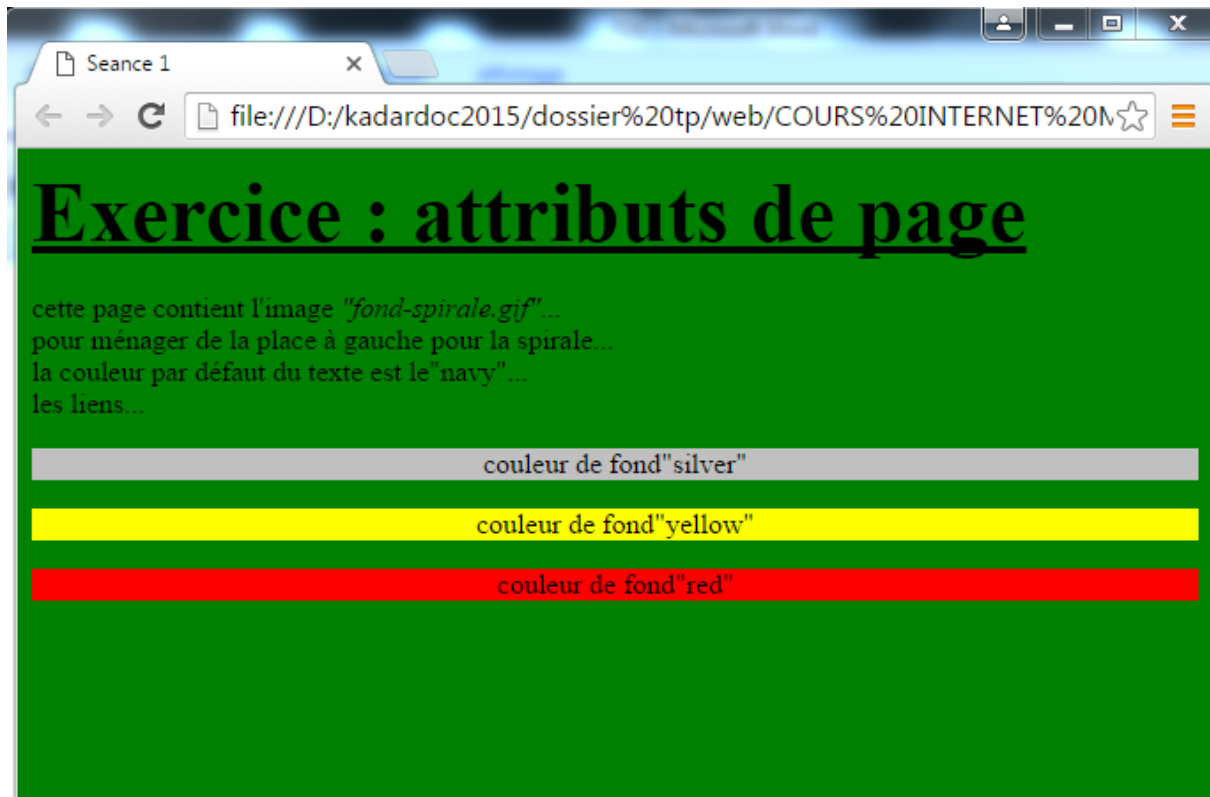 Seance 1
file:///D:/kadardoc2015/dossier%20tp/web/COURS%20INTERNET%20M
Exercice : attributs de page
cette page contient l'image "fond-spirale.gif"...
pour ménager de la place à gauche pour la spirale...
la couleur par défaut du texte est le"navy"...
les liens...
couleur de fond"silver"
couleur de fond"yellow"
couleur de fond"red"